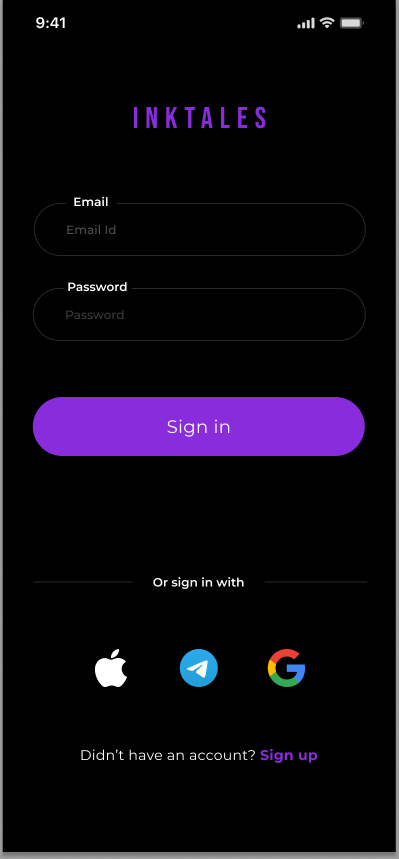 9:41
INKTALES
Email
Email Id
Password
Password
Sign in
Or sign in with
Didn’t have an account? Sign up